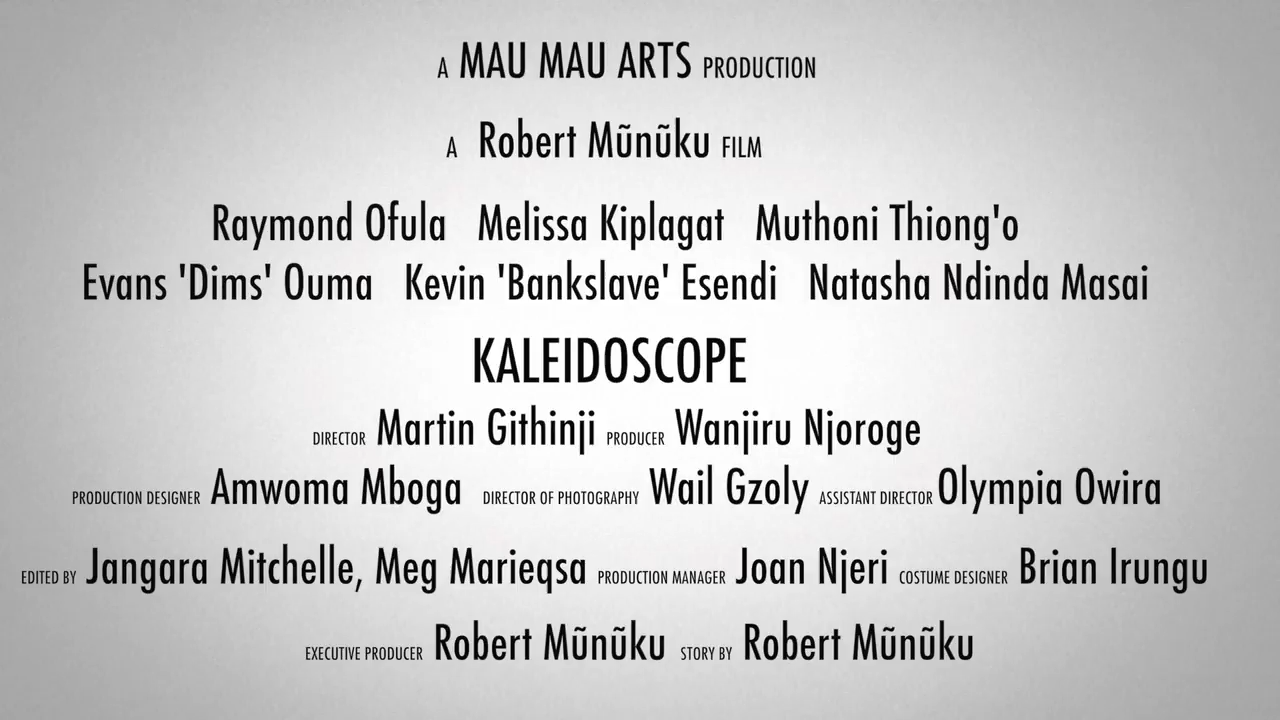 A MAU MAU ARTS PRODUCTION
A Robert Mũnũku FILM
Raymond Ofula Melissa Kiplagat Muthoni Thiong'o
Evans 'Dims' Ouma Kevin 'Bankslave' Esendi Natasha Ndinda Masai
KALEIDOSCOPE
DIRECTOR Martin Githinji PRODUCER Wanjiru Njoroge
PRODUCTION DESIGNER Amwoma Mboga DIRECTOR OF PHOTOGRAPHY Wail Gzoly ASSISTANT DIRECTOR Olympia Owira
EDITED BY Jangara Mitchelle, Meg Marieqsa PRODUCTION MANAGER Joan Njeri COSTUME DESIGNER Brian Irungu
EXECUTIVE PRODUCER Robert Mũnũku STORY BY Robert Mũnũku